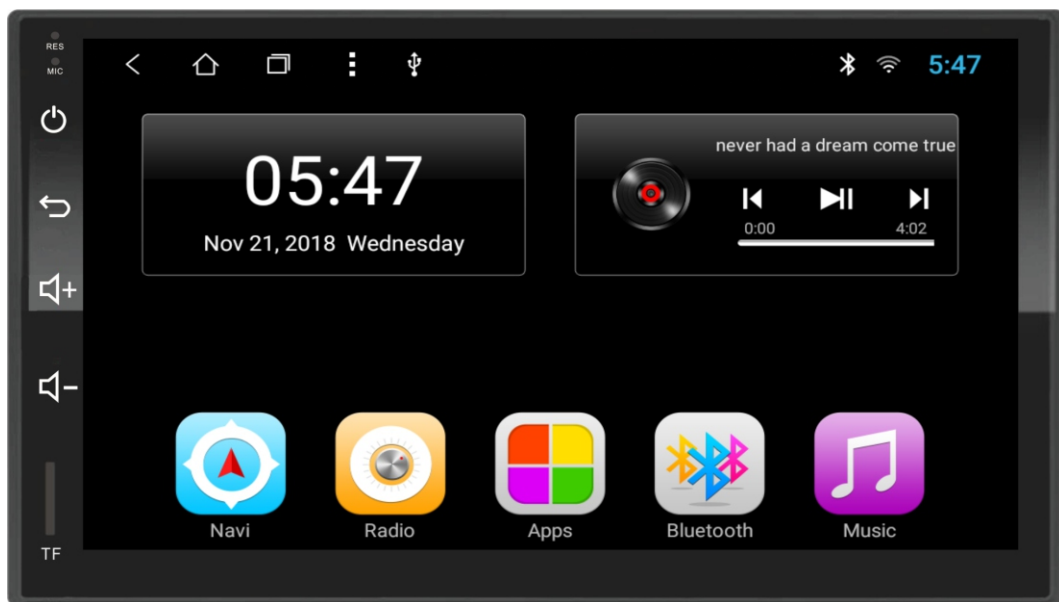 RES
MIC
5:47
05:47
Nov 21, 2018 Wednesday
never had a dream come true
0:00
4:02
Navi
Radio
Apps
Bluetooth
Music
TF